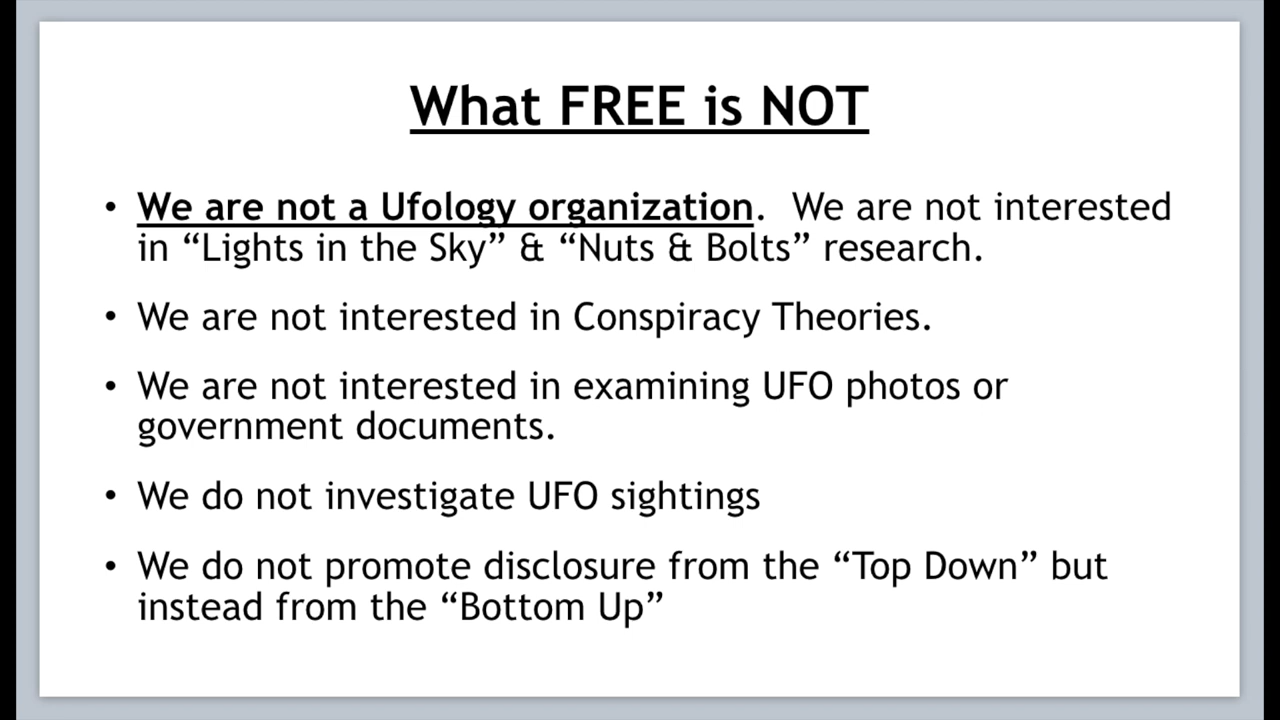 What FREE is NOT
• We are not a Ufology organization.  We are not interested
in “Lights in the Sky” & “Nuts & Bolts” research.
• We are not interested in Conspiracy Theories.
• We are not interested in examining UFO photos or
government documents.
• We do not investigate UFO sightings
• We do not promote disclosure from the “Top Down” but
instead from the “Bottom Up”